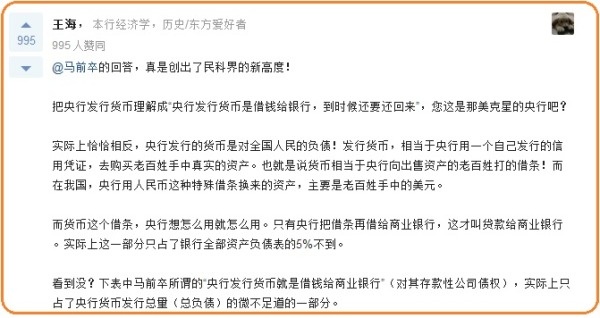 王海，本行经济学，历史/东方爱好者
995
995 人赞同
@马前卒的回答，真是创出了民科界的新高度！
把央行发行货币理解成“央行发行货币是借钱给银行，到时候还要还回来”，您这是那美克星的央行吧？
实际上恰恰相反，央行发行的货币是对全国人民的负债！发行货币，相当于央行用一个自己发行的信
用凭证，去购买老百姓手中真实的资产。也就是说货币相当于央行向出售资产的老百姓打的借条！而
在我国，央行用人民币这种特殊借条换来的资产，主要是老百姓手中的美元。
而货币这个借条，央行想怎么用就怎么用。只有央行把借条再借给商业银行，这才叫贷款给商业银行
。实际上这一部分只占了银行全部资产负债表的5%不到。
看到没？下表中马前卒所谓的“央行发行货币就是借钱给商业银行”（对其存款性公司债权），实际上只
占了央行货币发行总量（总负债）的微不足道的一部分。